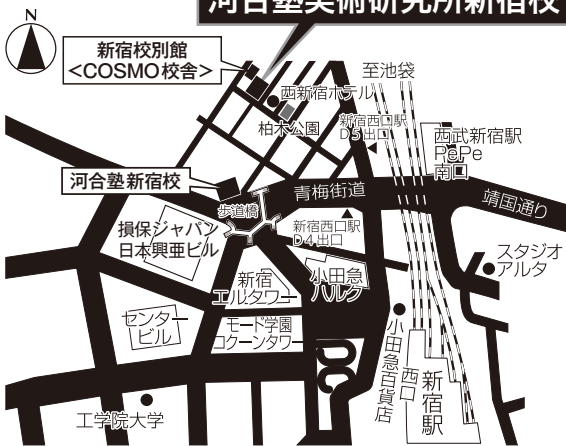 河合塾美術研究所新宿校
N
新宿校別館
<COSMO校舎>
至池袋
西新宿ホテル
柏木公園
新宿西口駅
D5出口
西武新宿駅
PePe
南口
河合塾新宿校
青梅街道
靖国通り
歩道橋
損保ジャパン
日本興亜ビル
新宿西口駅
D4出口
スタジオ
アルタ
新宿
エルタワー
小田急
ハルク
センター
ビル
モード学園
コクーンタワー
小田急百貨店
西口
新宿駅
工学院大学